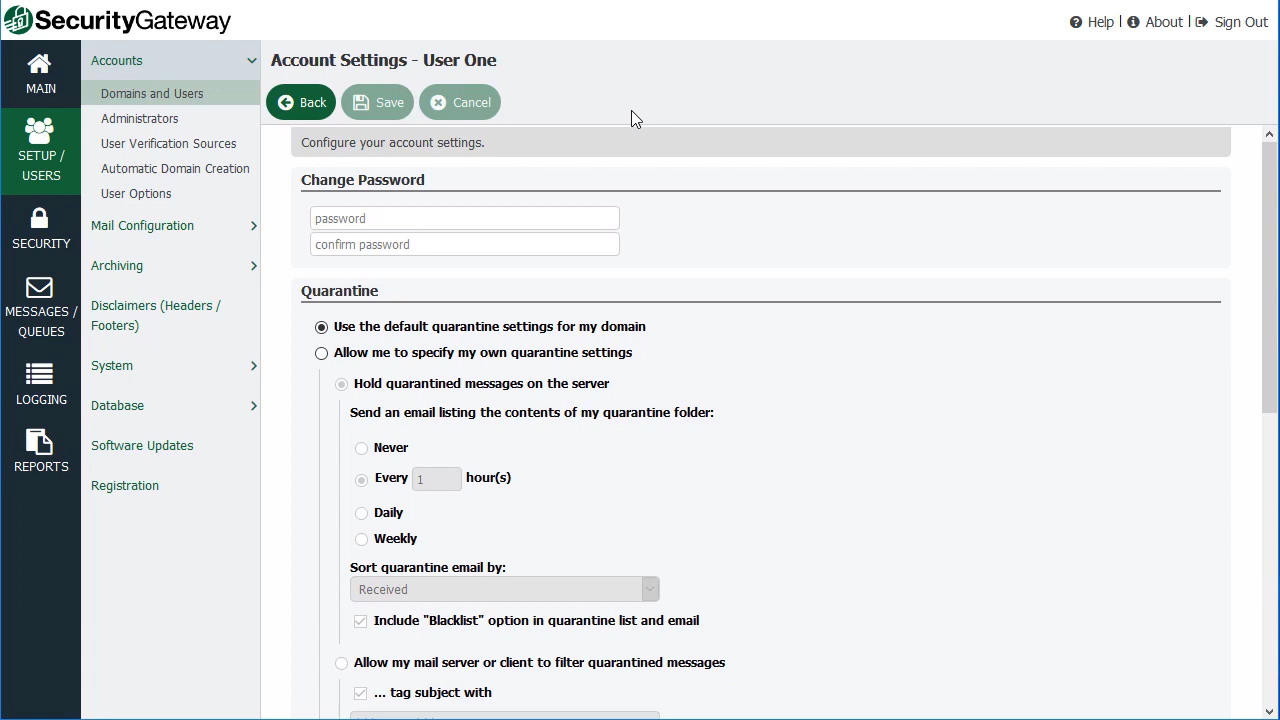 SecurityGateway
Help | About | Sign Out
MAIN
SETUP /
USERS
SECURITY
MESSAGES /
QUEUES
LOGGING
REPORTS
Accounts
Domains and Users
Administrators
User Verification Sources
Automatic Domain Creation
User Options
Mail Configuration
Archiving
Disclaimers (Headers /
Footers)
System
Database
Software Updates
Registration
Account Settings - User One
Back Save Cancel
Configure your account settings.
Change Password
password
confirm password
Quarantine
Use the default quarantine settings for my domain
Allow me to specify my own quarantine settings
Hold quarantined messages on the server
Send an email listing the contents of my quarantine folder:
Never
Every 1 hour(s)
Daily
Weekly
Sort quarantine email by:
Received
Include "Blacklist" option in quarantine list and email
Allow my mail server or client to filter quarantined messages
... tag subject with